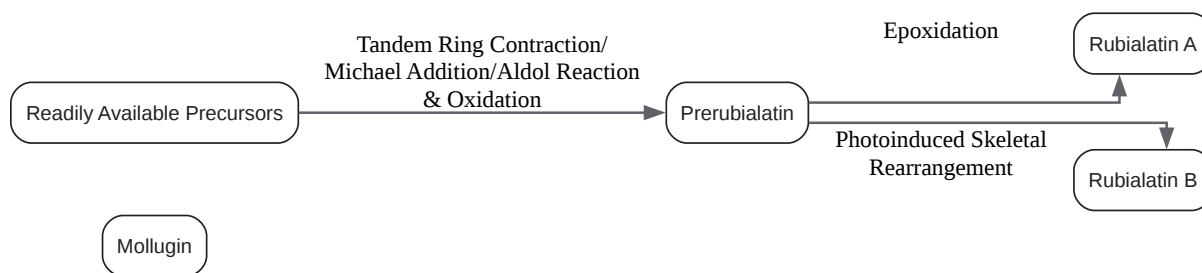 Readily Available Precursors
Tandem Ring Contraction/
Michael Addition/Aldol Reaction
& Oxidation
Prerubialatin
Epoxidation
Rubialatin A
Photoinduced Skeletal
Rearrangement
Rubialatin B
Mollugin